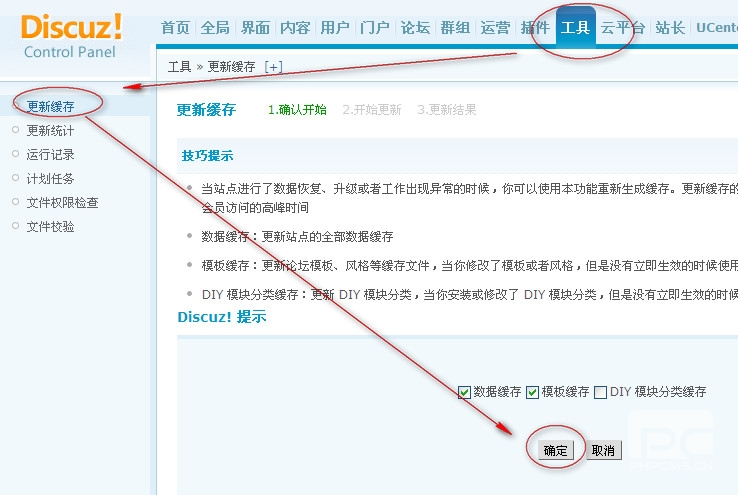 Discuz!
Control Panel
首页 全局 界面 内容 用户 门户 论坛 群组 运营 插件 工具 云平台 站长 UCent
工具 » 更新缓存 [+]
更新缓存
更新统计
运行记录
计划任务
文件权限检查
文件校验
更新缓存 1.确认开始 2.开始更新 3.更新结果
技巧提示
当站点进行了数据恢复、升级或者工作出现异常的时候，你可以使用本功能重新生成缓存。更新缓存的
会员访问的高峰时间
数据缓存：更新站点的全部数据缓存
模板缓存：更新论坛模板、风格等缓存文件，当你修改了模板或者风格，但是没有立即生效的时候使用
DIY 模块分类缓存：更新 DIY 模块分类，当你安装或修改了 DIY 模块分类，但是没有立即生效的时候
Discuz! 提示
数据缓存 模板缓存 DIY 模块分类缓存
确定 取消